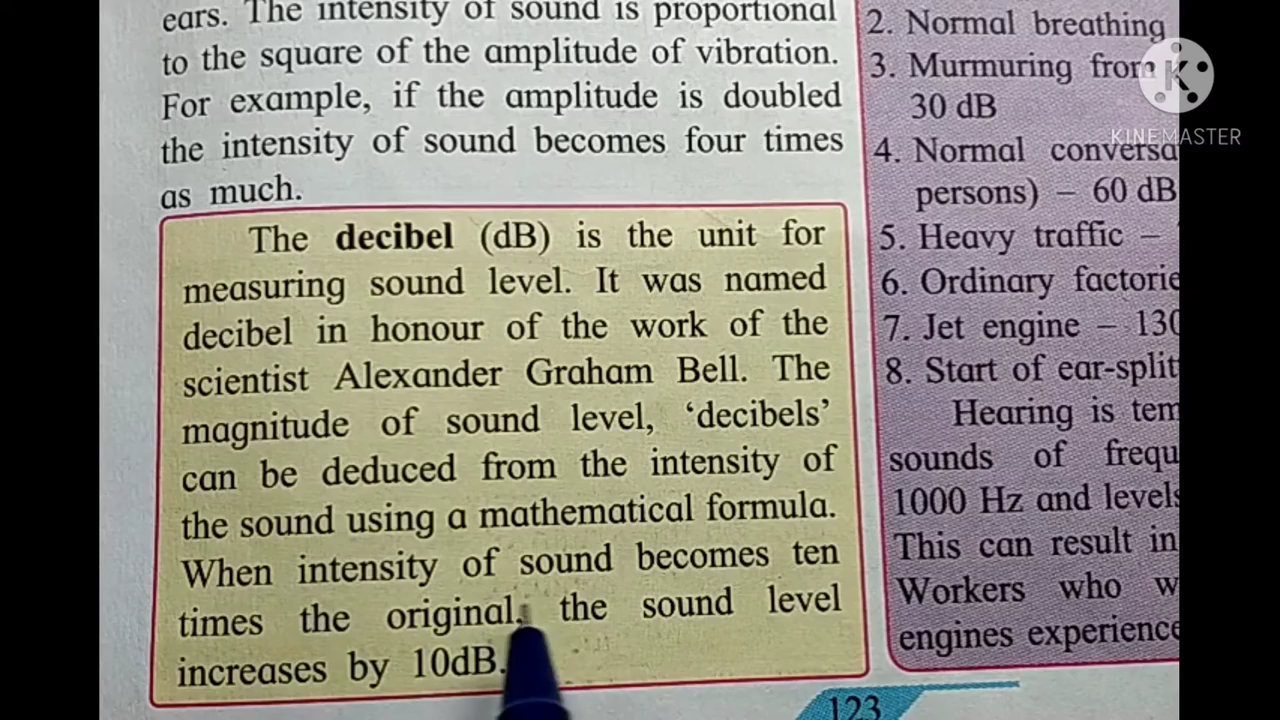 ears. The intensity of sound is proportional
to the square of the amplitude of vibration.
For example, if the amplitude is doubled
the intensity of sound becomes four times
as much.
The decibel (dB) is the unit for
measuring sound level. It was named
decibel in honour of the work of the
scientist Alexander Graham Bell. The
magnitude of sound level, ‘decibels’
can be deduced from the intensity of
the sound using a mathematical formula.
When intensity of sound becomes ten
times the original, the sound level
increases by 10dB.
2. Normal breathing
3. Murmuring from
30 dB
4. Normal conversa
persons) – 60 dB
5. Heavy traffic –
6. Ordinary factorie
7. Jet engine – 130
8. Start of ear-split
Hearing is tem
sounds of frequ
1000 Hz and levels
This can result in
Workers who w
engines experience
123
K
KINEMASTER